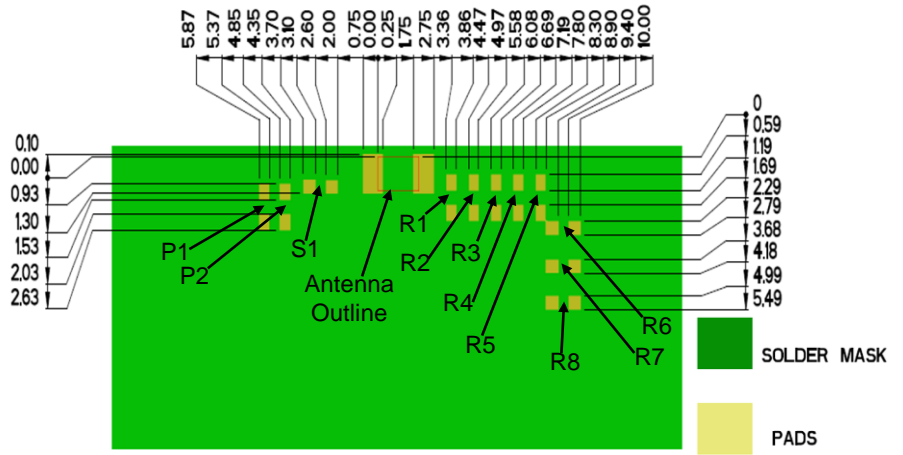 5.87
5.37
4.85
4.35
3.70
3.10
2.60
2.00
0.75
0.00
0.25
1.75
2.75
3.36
3.86
4.47
4.97
5.58
6.08
6.69
7.19
7.80
8.30
8.90
9.40
10.00
0.10
0.00
0.93
1.30
1.53
2.03
2.63
0
0.59
1.19
1.69
2.29
2.79
3.68
4.18
4.99
5.49
P1
P2
S1
Antenna
Outline
R1
R2
R3
R4
R5
R6
R7
R8
SOLDER MASK
PADS